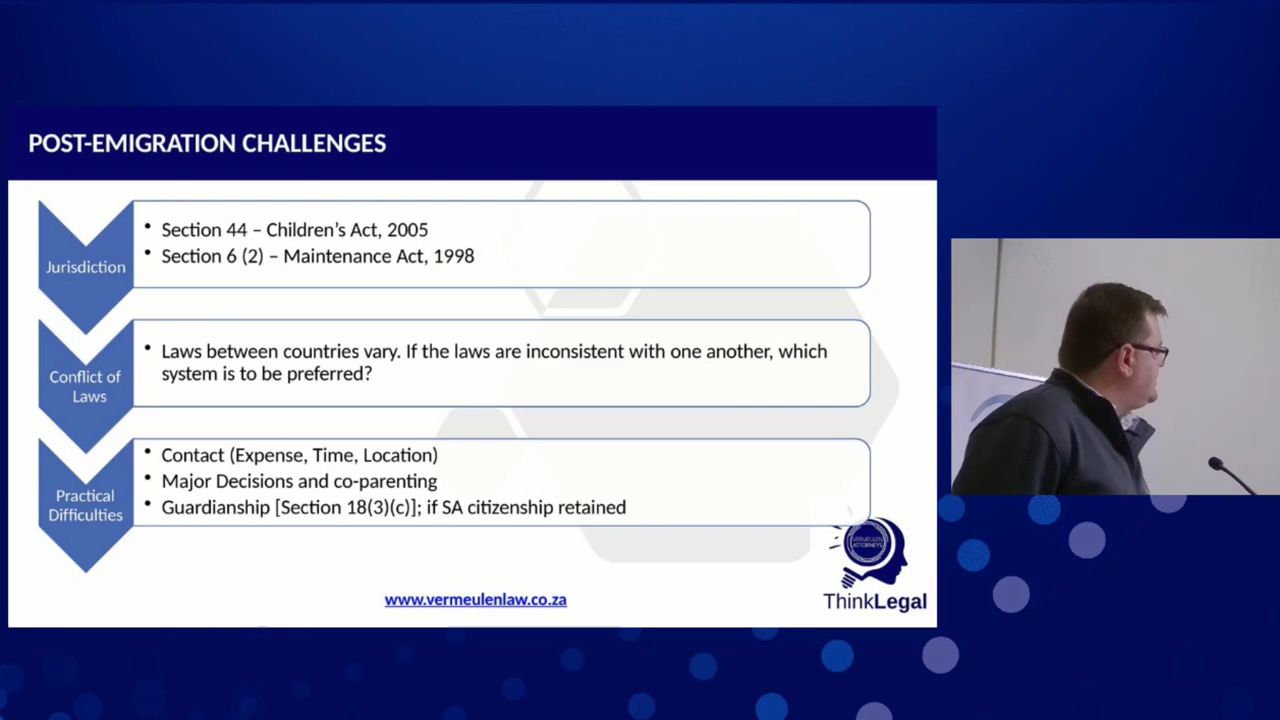 POST-EMIGRATION CHALLENGES
Jurisdiction
• Section 44 – Children's Act, 2005
• Section 6 (2) – Maintenance Act, 1998
Conflict of
Laws
• Laws between countries vary. If the laws are inconsistent with one another, which
system is to be preferred?
Practical
Difficulties
• Contact (Expense, Time, Location)
• Major Decisions and co-parenting
• Guardianship [Section 18(3)(c)]; if SA citizenship retained
VERMEULEN
ATTORNEYS
ThinkLegal
www.vermeulenlaw.co.za